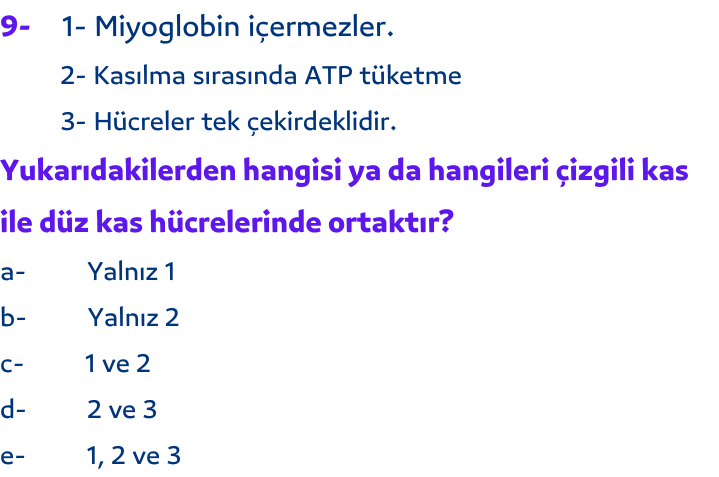 9- 1- Miyoglobin içermezler.
2- Kasılma sırasında ATP tüketme
3- Hücreler tek çekirdeklidir.
Yukarıdakilerden hangisi ya da hangileri çizgili kas
ile düz kas hücrelerinde ortaktır?
a- Yalnız 1
b- Yalnız 2
c- 1 ve 2
d- 2 ve 3
e- 1, 2 ve 3